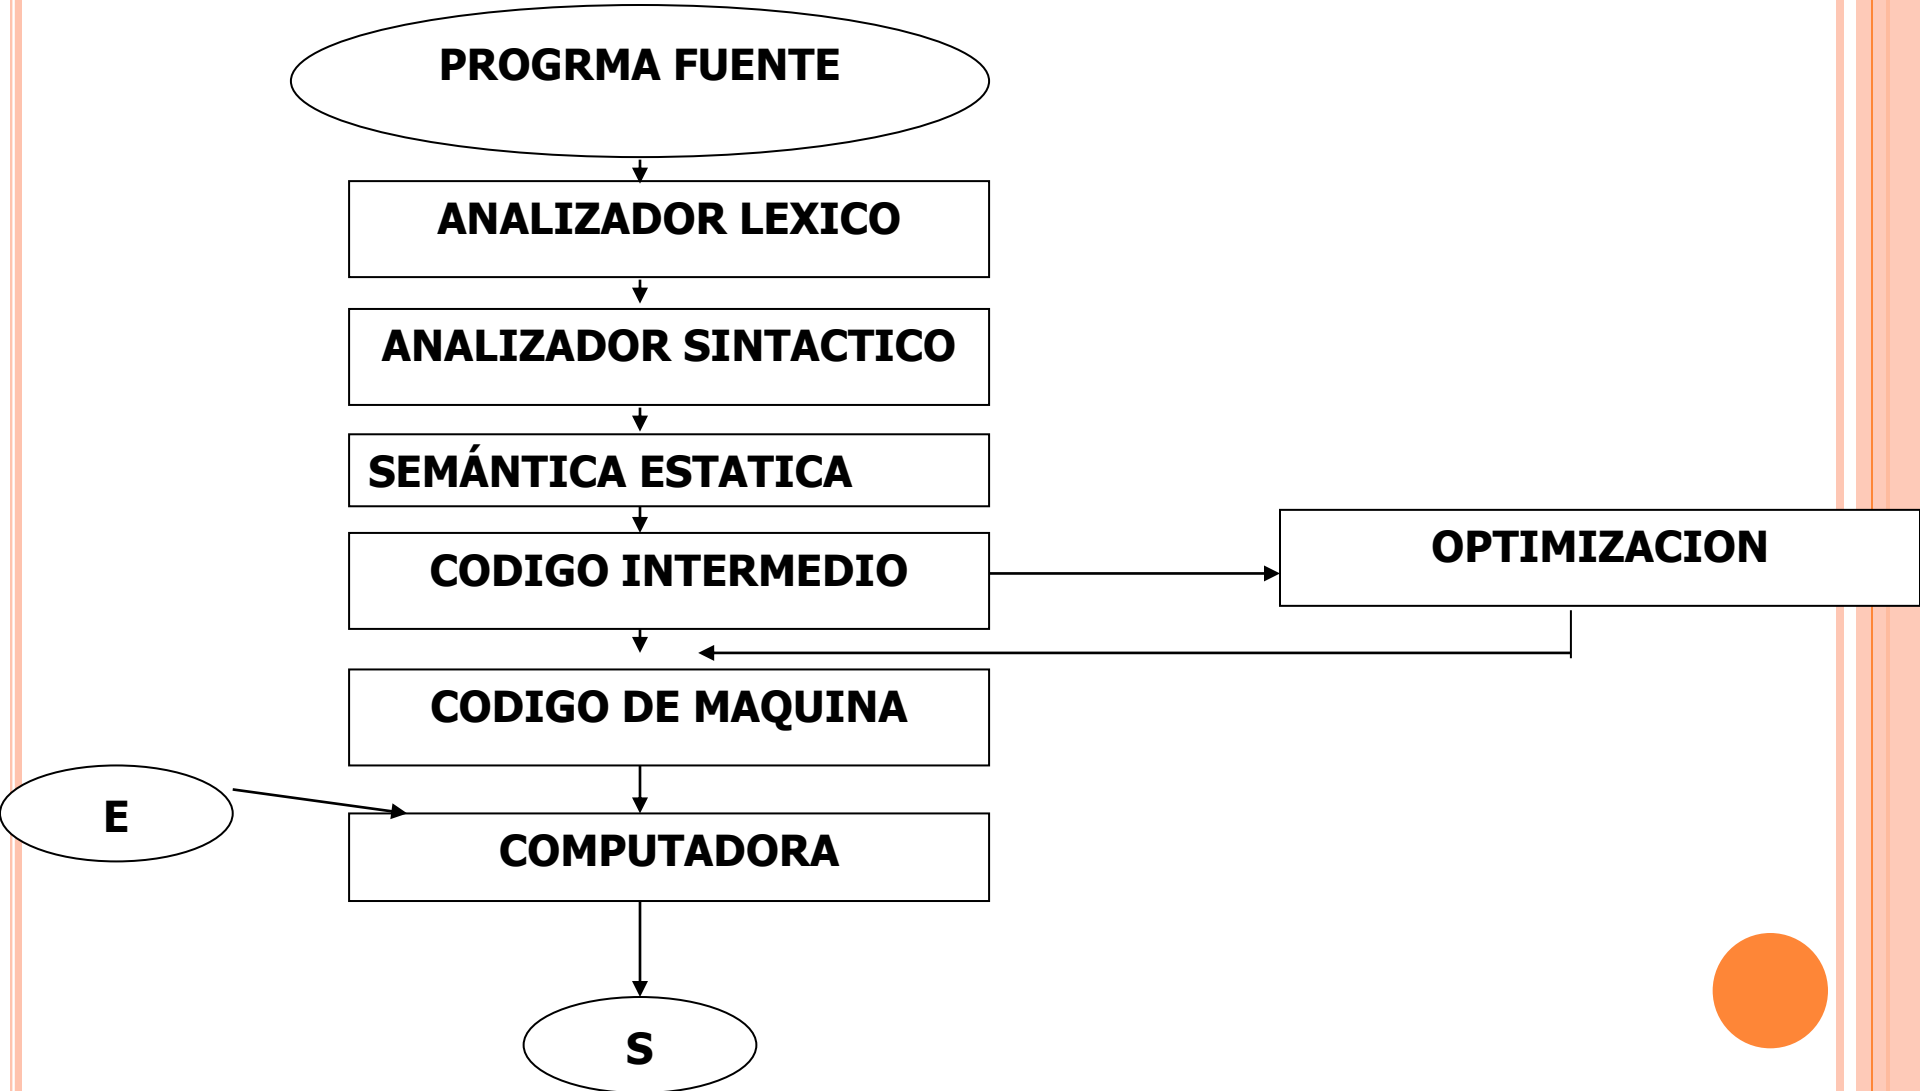 PROGRMA FUENTE
ANALIZADOR LEXICO
ANALIZADOR SINTACTICO
SEMÁNTICA ESTATICA
CODIGO INTERMEDIO
OPTIMIZACION
CODIGO DE MAQUINA
E
COMPUTADORA
S